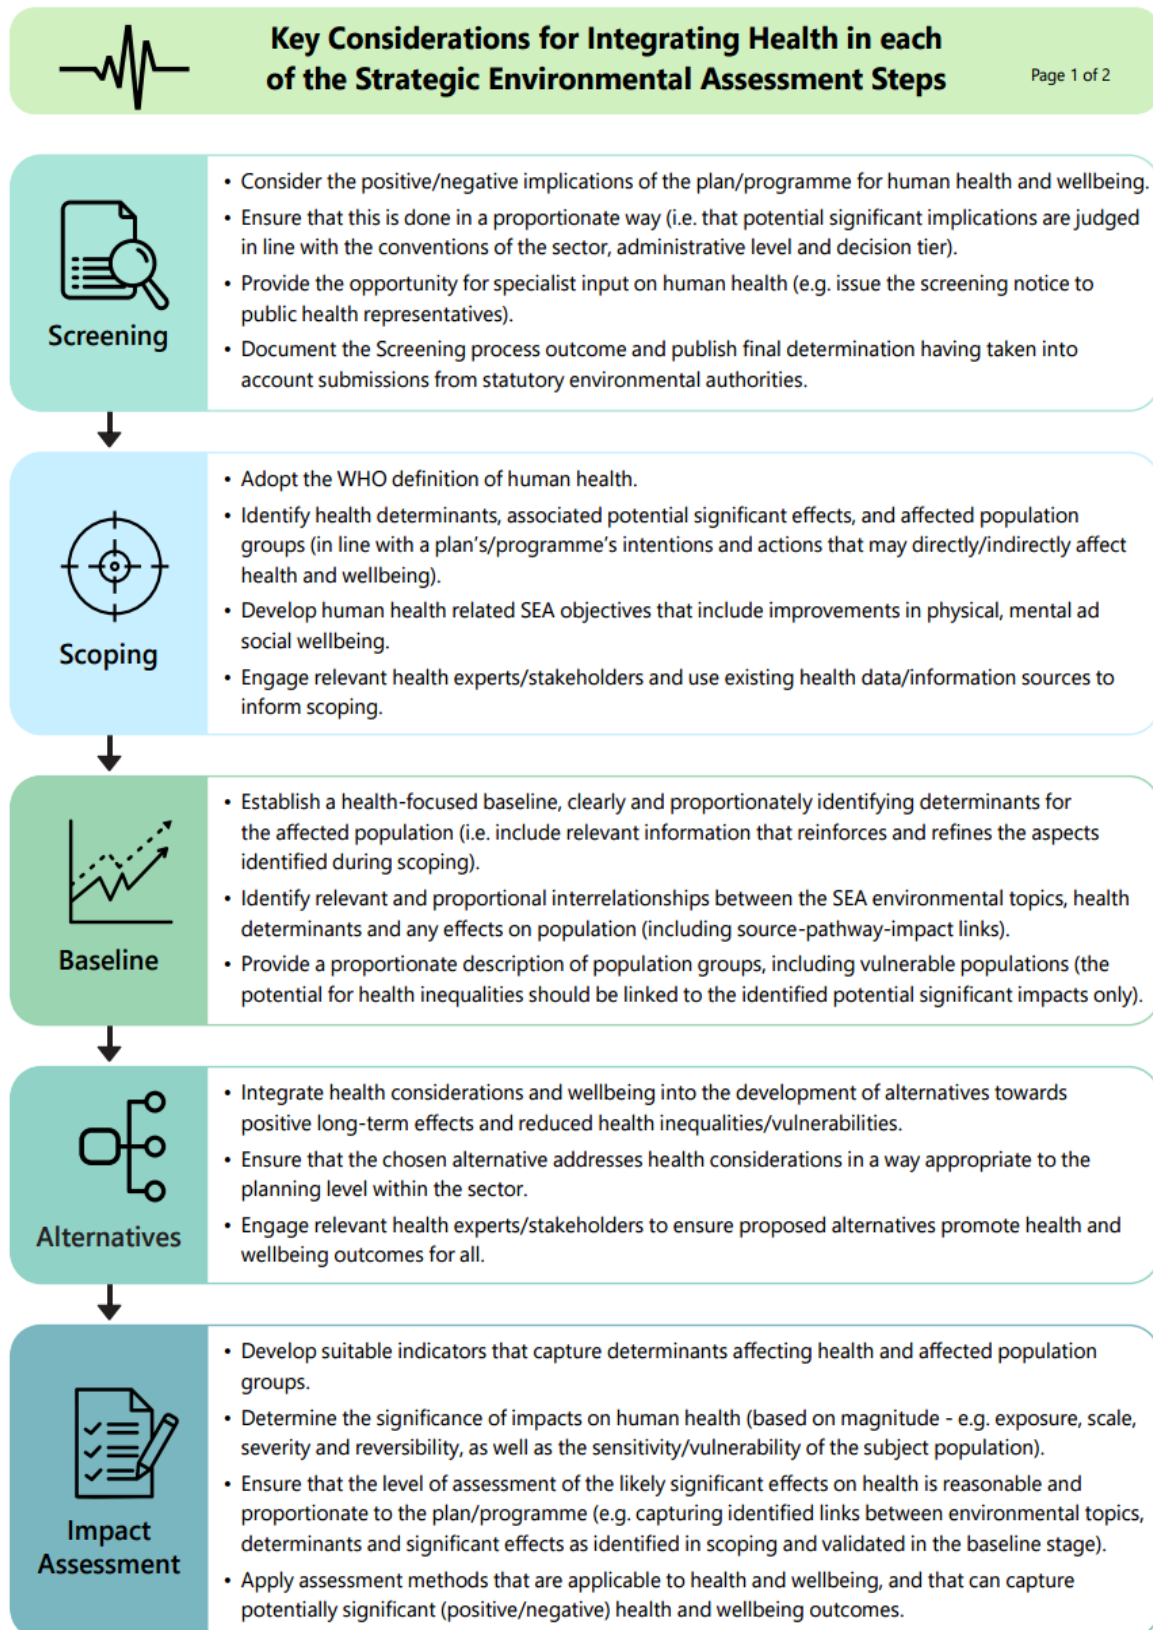 Key Considerations for Integrating Health in each
of the Strategic Environmental Assessment Steps
Page 1 of 2
Screening
• Consider the positive/negative implications of the plan/programme for human health and wellbeing.
• Ensure that this is done in a proportionate way (i.e. that potential significant implications are judged
in line with the conventions of the sector, administrative level and decision tier).
• Provide the opportunity for specialist input on human health (e.g. issue the screening notice to
public health representatives).
• Document the Screening process outcome and publish final determination having taken into
account submissions from statutory environmental authorities.
Scoping
• Adopt the WHO definition of human health.
• Identify health determinants, associated potential significant effects, and affected population
groups (in line with a plan's/programme's intentions and actions that may directly/indirectly affect
health and wellbeing).
• Develop human health related SEA objectives that include improvements in physical, mental ad
social wellbeing.
• Engage relevant health experts/stakeholders and use existing health data/information sources to
inform scoping.
Baseline
• Establish a health-focused baseline, clearly and proportionately identifying determinants for
the affected population (i.e. include relevant information that reinforces and refines the aspects
identified during scoping).
• Identify relevant and proportional interrelationships between the SEA environmental topics, health
determinants and any effects on population (including source-pathway-impact links).
• Provide a proportionate description of population groups, including vulnerable populations (the
potential for health inequalities should be linked to the identified potential significant impacts only).
Alternatives
• Integrate health considerations and wellbeing into the development of alternatives towards
positive long-term effects and reduced health inequalities/vulnerabilities.
• Ensure that the chosen alternative addresses health considerations in a way appropriate to the
planning level within the sector.
• Engage relevant health experts/stakeholders to ensure proposed alternatives promote health and
wellbeing outcomes for all.
Impact
Assessment
• Develop suitable indicators that capture determinants affecting health and affected population
groups.
• Determine the significance of impacts on human health (based on magnitude - e.g. exposure, scale,
severity and reversibility, as well as the sensitivity/vulnerability of the subject population).
• Ensure that the level of assessment of the likely significant effects on health is reasonable and
proportionate to the plan/programme (e.g. capturing identified links between environmental topics,
determinants and significant effects as identified in scoping and validated in the baseline stage).
• Apply assessment methods that are applicable to health and wellbeing, and that can capture
potentially significant (positive/negative) health and wellbeing outcomes.